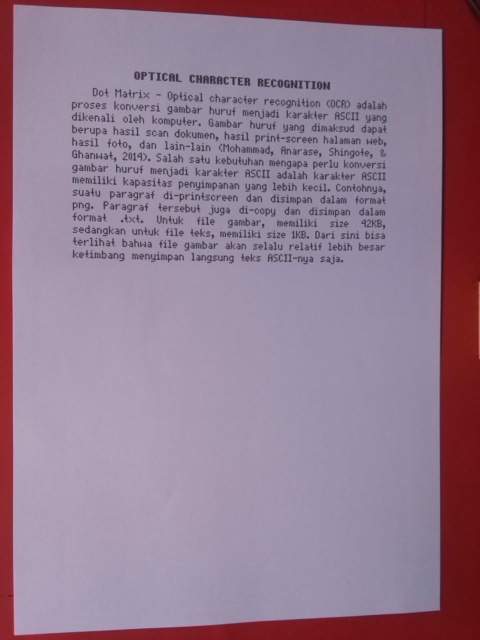 OPTICAL CHARACTER RECOGNITION
Dot Matrix - Optical character recognition (OCR) adalah
proses konversi gambar huruf menjadi karakter ASCII yang
dikenali oleh komputer. Gambar huruf yang dimaksud dapat
berupa hasil scan dokumen, hasil print-screen halaman web,
hasil foto, dan lain-lain (Mohammad, Anarase, Shingote, &
Ghanwat, 2014). Salah satu kebutuhan mengapa perlu konversi
gambar huruf menjadi karakter ASCII adalah karakter ASCII
memiliki kapasitas penyimpanan yang lebih kecil. Contohnya,
suatu paragraf di-printscreen dan disimpan dalam format
png. Paragraf tersebut juga di-copy dan disimpan dalam
format .txt. Untuk file gambar, memiliki size 42KB,
sedangkan untuk file teks, memiliki size 1KB. Dari sini bisa
terlihat bahwa file gambar akan selalu relatif lebih besar
ketimbang menyimpan langsung teks ASCII-nya saja.